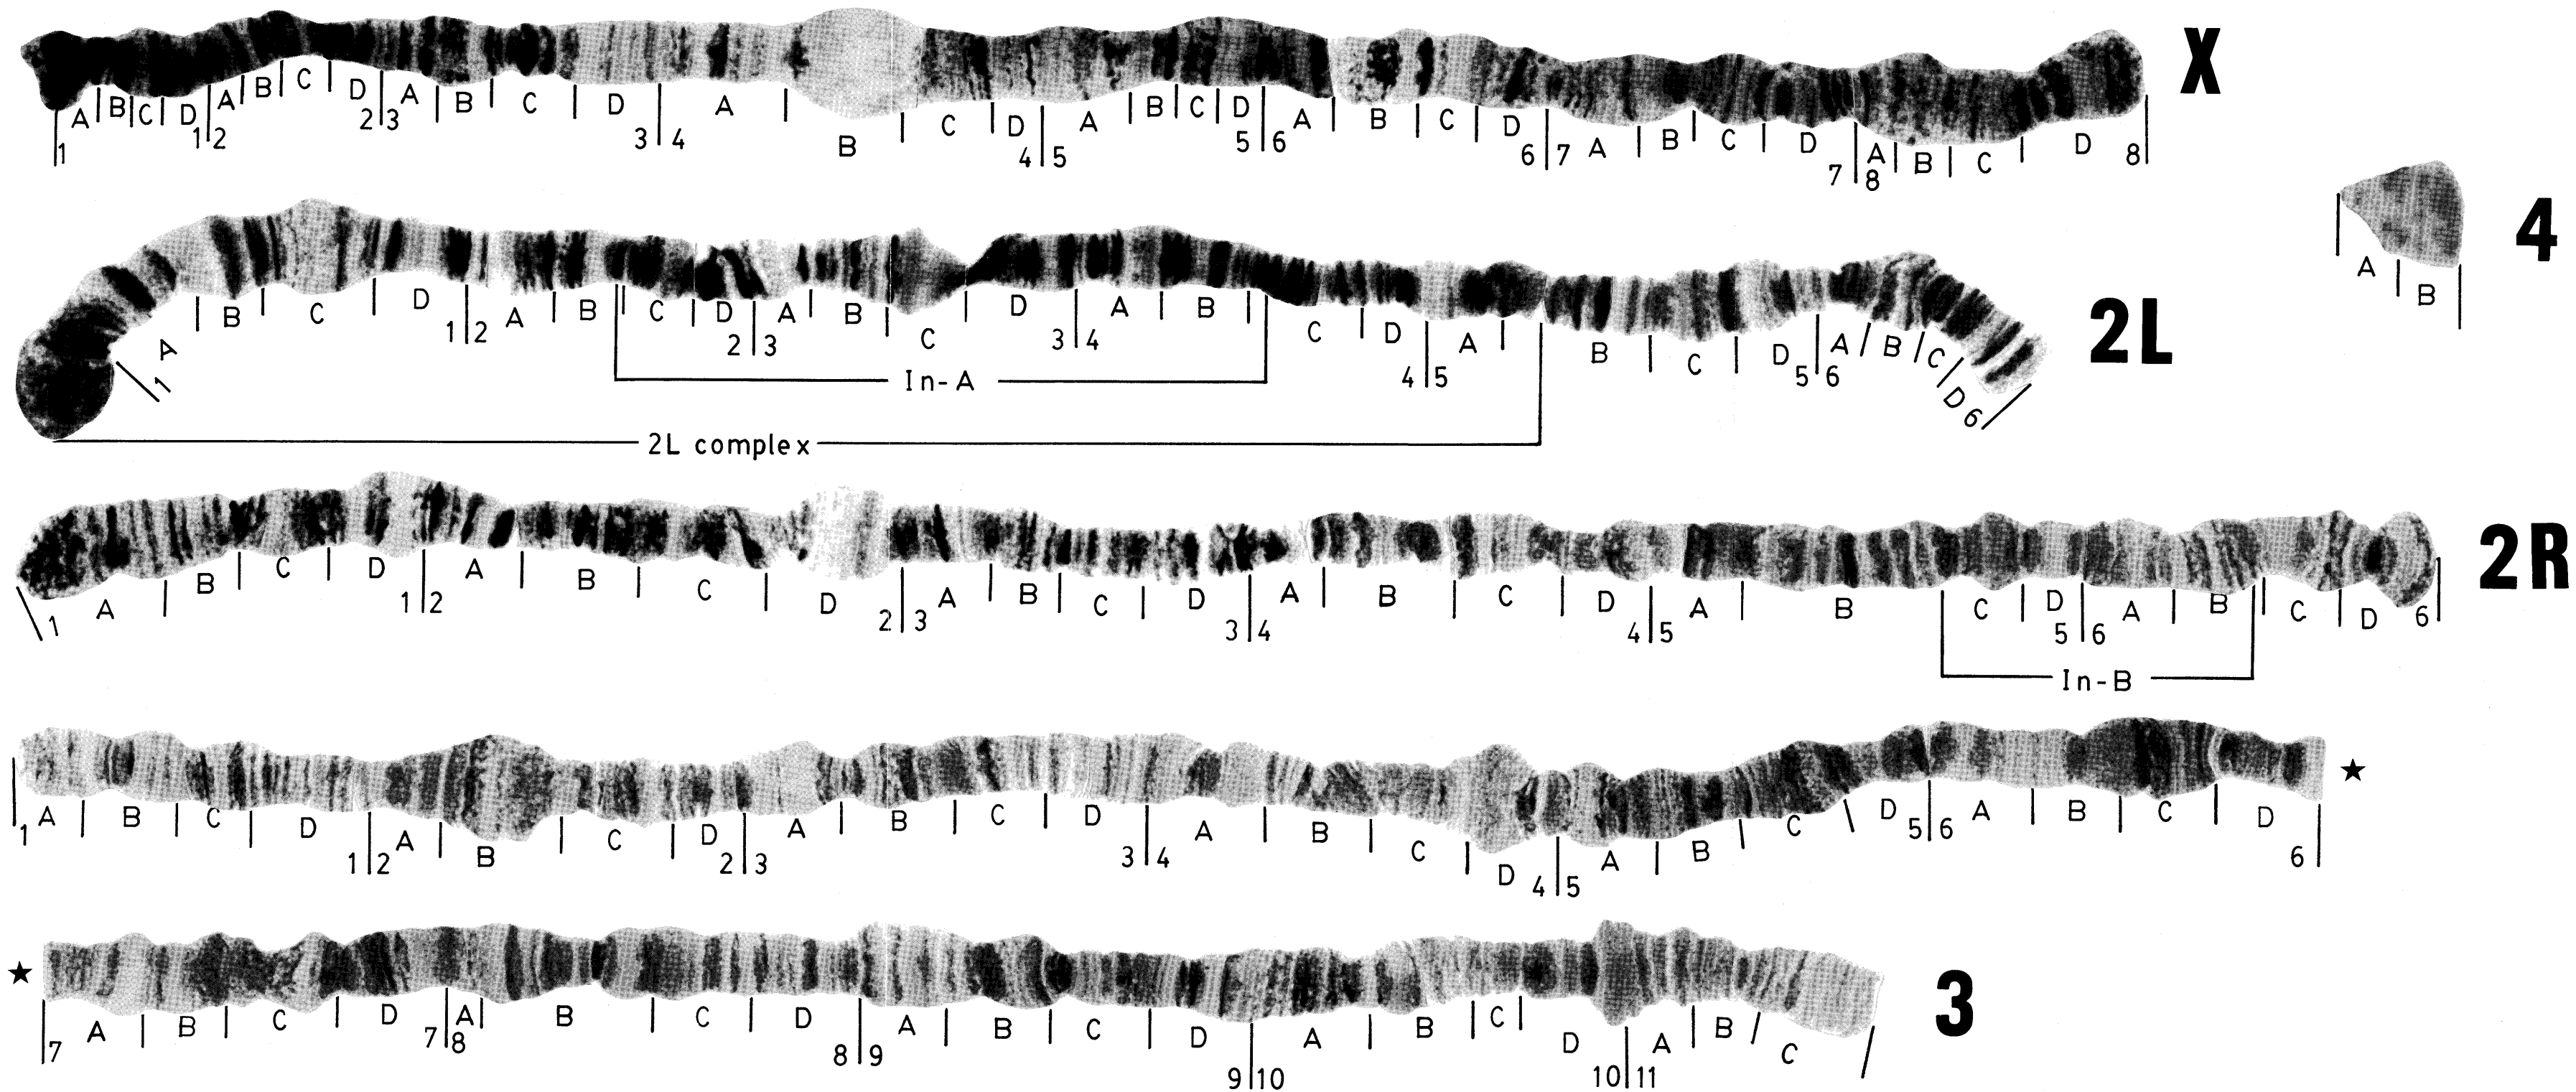 X
A B C D A B C D A B C D A B C D A B C D A B C D A B C D A B C D
1 1 2 2 3 3 4 4 5 5 6 6 7 7 8 8
4
A B
2L
A B C D A B C D A B C D A B C D A B C D A B C D
1 1 2 2 3 3 4 4 5 5 6 6
In-A
2L complex
2R
A B C D A B C D A B C D A B C D A B C D A B C D
1 1 2 2 3 3 4 4 5 5 6 6
In-B
A B C D A B C D A B C D A B C D A B C D A B C D ★
1 1 2 2 3 3 4 4 5 5 6 6
★ 3
A B C D A B C D A B C D A B C D A B C
7 7 8 8 9 9 10 10 11